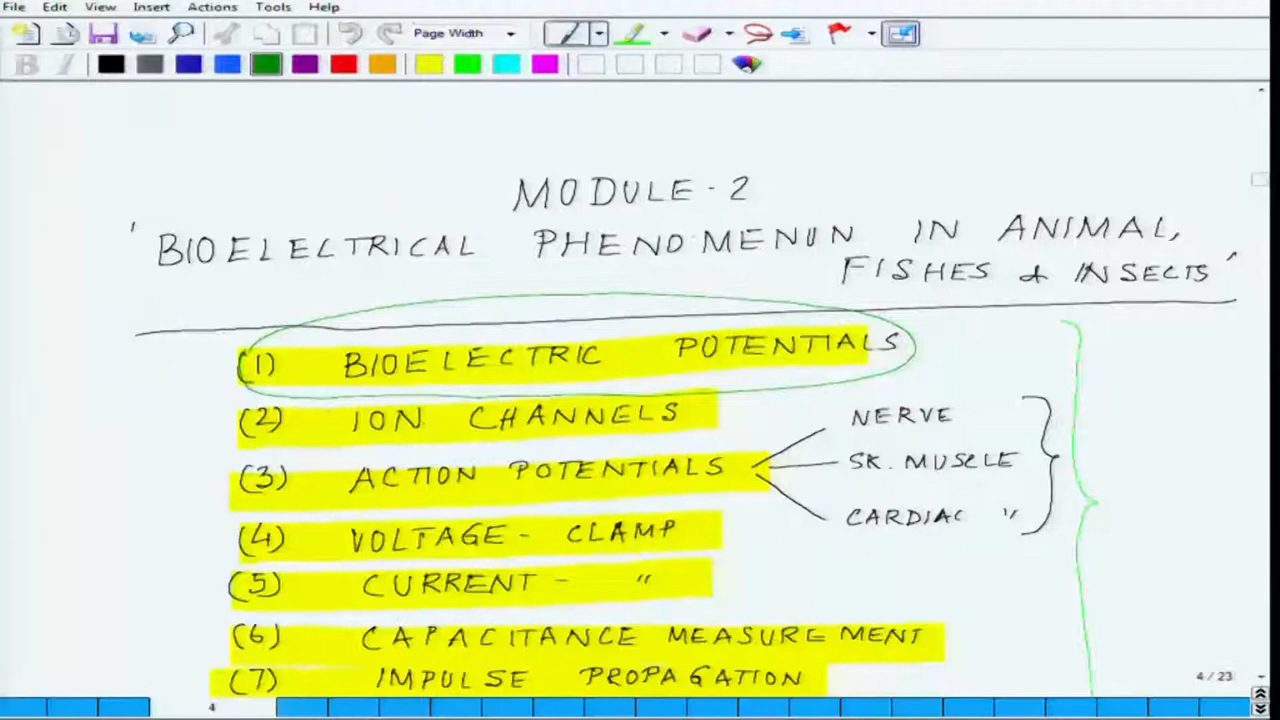 File Edit View Insert Actions Tools Help
Page Width
B I
MODULE - 2
' BIOELECTRICAL PHENOMENUN IN ANIMAL,
FISHES & INSECTS '
(1) BIOELECTRIC POTENTIALS
(2) ION CHANNELS
NERVE
(3) ACTION POTENTIALS
SK. MUSCLE
CARDIAC "
(4) VOLTAGE - CLAMP
(5) CURRENT - "
(6) CAPACITANCE MEASUREMENT
(7) IMPULSE PROPAGATION
4 / 23
4